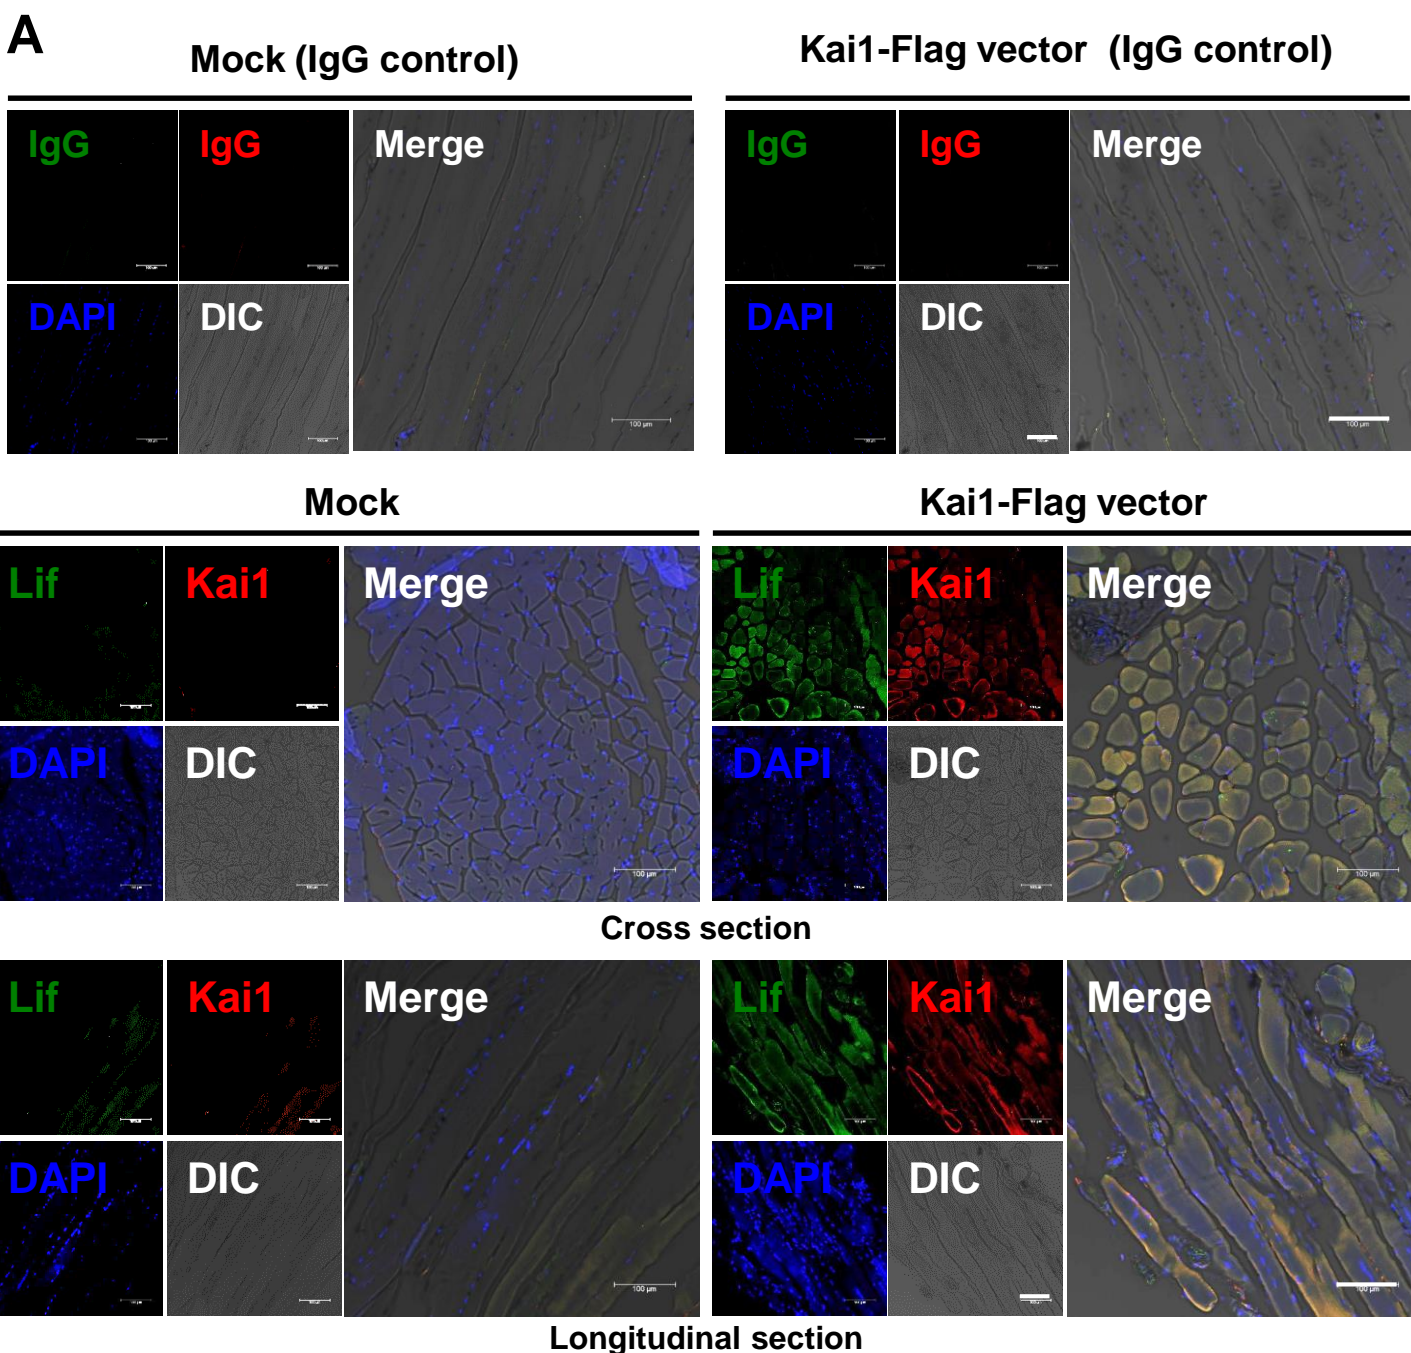 A
Mock (IgG control)
Kai1-Flag vector (IgG control)
IgG
IgG
Merge
IgG
IgG
Merge
DAPI
DIC
100 µm
DAPI
DIC
100 µm
Mock
Kai1-Flag vector
Lif
Kai1
Merge
Lif
Kai1
Merge
DAPI
DIC
100 µm
DAPI
DIC
100 µm
Cross section
Lif
Kai1
Merge
Lif
Kai1
Merge
DAPI
DIC
100 µm
DAPI
DIC
100 µm
Longitudinal section